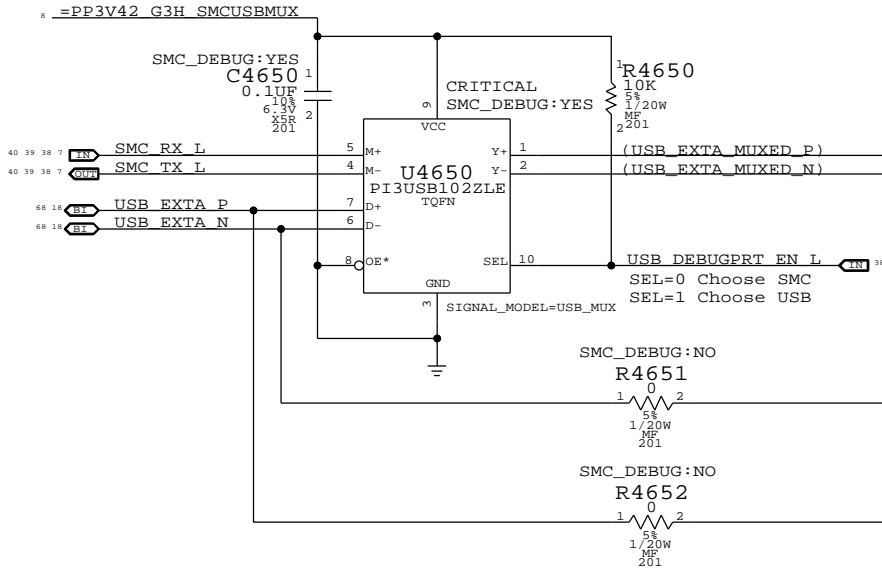 8 =PP3V42_G3H_SMCUSBMUX
SMC_DEBUG:YES
C4650 1
0.1UF
10%
6.3V
X5R 2
201
CRITICAL
SMC_DEBUG:YES
9
VCC
1 R4650
10K
5%
1/20W
MF
2 201
40 39 38 7 IN SMC_RX_L 5 M+
40 39 38 7 OUT SMC_TX_L 4 M-
U4650
PI3USB102ZLE
TQFN
Y+ 1 (USB_EXTA_MUXED_P)
Y- 2 (USB_EXTA_MUXED_N)
68 18 BI USB_EXTA_P 7 D+
68 18 BI USB_EXTA_N 6 D-
8 OE*
SEL 10 USB_DEBUGPRT_EN_L IN 38
SEL=0 Choose SMC
SEL=1 Choose USB
GND
3
SIGNAL_MODEL=USB_MUX
SMC_DEBUG:NO
R4651
0
1 2
5%
1/20W
MF
201
SMC_DEBUG:NO
R4652
0
1 2
5%
1/20W
MF
201